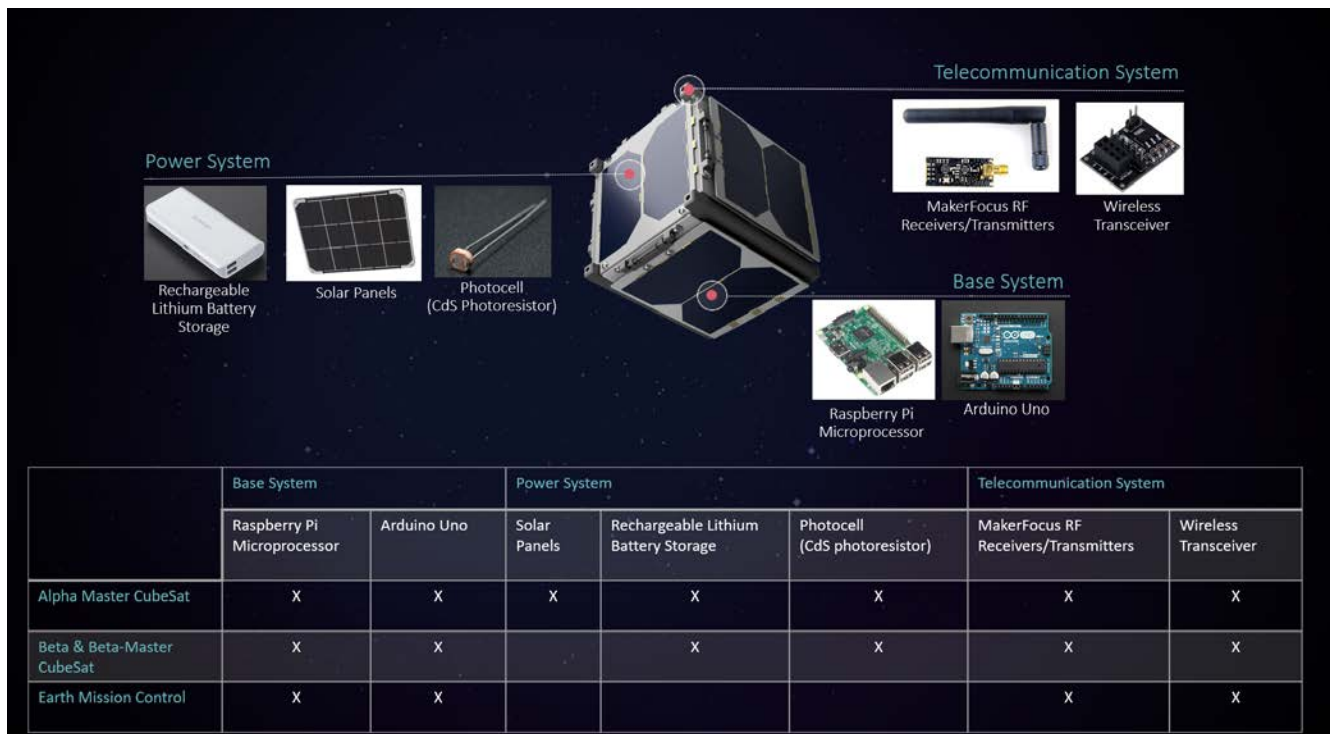 Telecommunication System
MakerFocus RF
Receivers/Transmitters
Wireless
Transceiver
Power System
Rechargeable
Lithium Battery
Storage
Solar Panels
Photocell
(CdS Photoresistor)
Base System
Raspberry Pi
Microprocessor
Arduino Uno
Base System Power System Telecommunication System
Raspberry Pi Microprocessor Arduino Uno Solar Panels Rechargeable Lithium Battery Storage Photocell (CdS photoresistor) MakerFocus RF Receivers/Transmitters Wireless Transceiver
Alpha Master CubeSat X X X X X X X
Beta & Beta-Master CubeSat X X X X X X
Earth Mission Control X X X X